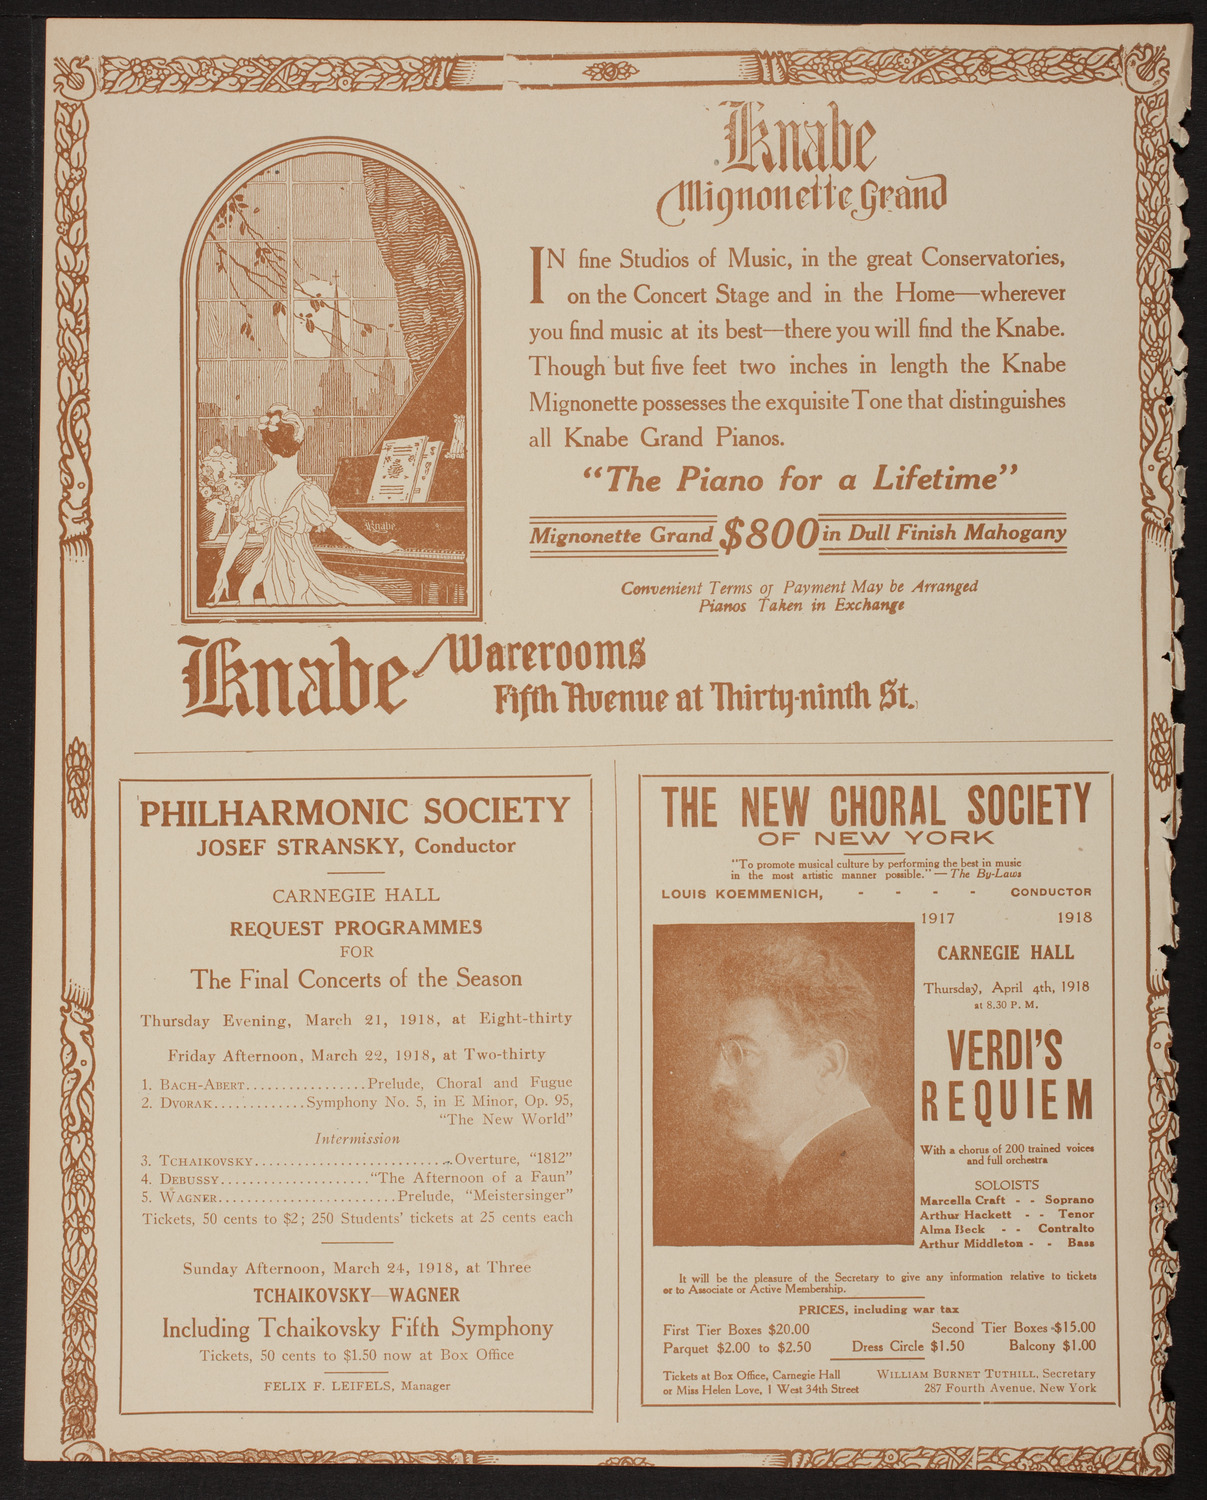 Knabe
Mignonette Grand
IN fine Studios of Music, in the great Conservatories,
on the Concert Stage and in the Home—wherever
you find music at its best—there you will find the Knabe.
Though but five feet two inches in length the Knabe
Mignonette possesses the exquisite Tone that distinguishes
all Knabe Grand Pianos.
"The Piano for a Lifetime"
Mignonette Grand $800 in Dull Finish Mahogany
Convenient Terms of Payment May be Arranged
Pianos Taken in Exchange
Knabe
Knabe Warerooms
Fifth Avenue at Thirty-ninth St.
PHILHARMONIC SOCIETY
JOSEF STRANSKY, Conductor
CARNEGIE HALL
REQUEST PROGRAMMES
FOR
The Final Concerts of the Season
Thursday Evening, March 21, 1918, at Eight-thirty
Friday Afternoon, March 22, 1918, at Two-thirty
1. BACH-ABERT.................Prelude, Choral and Fugue
2. DVORAK.............Symphony No. 5, in E Minor, Op. 95,
"The New World"
Intermission
3. TCHAIKOVSKY............................Overture, "1812"
4. DEBUSSY....................."The Afternoon of a Faun"
5. WAGNER.........................Prelude, "Meistersinger"
Tickets, 50 cents to $2; 250 Students' tickets at 25 cents each
Sunday Afternoon, March 24, 1918, at Three
TCHAIKOVSKY—WAGNER
Including Tchaikovsky Fifth Symphony
Tickets, 50 cents to $1.50 now at Box Office
FELIX F. LEIFELS, Manager
THE NEW CHORAL SOCIETY
OF NEW YORK
"To promote musical culture by performing the best in music
in the most artistic manner possible." — The By-Laws
LOUIS KOEMMENICH, - - - - CONDUCTOR
1917 1918
CARNEGIE HALL
Thursday, April 4th, 1918
at 8.30 P. M.
VERDI'S
REQUIEM
With a chorus of 200 trained voices
and full orchestra
SOLOISTS
Marcella Craft - - Soprano
Arthur Hackett - - Tenor
Alma Beck - - Contralto
Arthur Middleton - - Bass
It will be the pleasure of the Secretary to give any information relative to tickets
or to Associate or Active Membership.
PRICES, including war tax
First Tier Boxes $20.00 Second Tier Boxes $15.00
Parquet $2.00 to $2.50 Dress Circle $1.50 Balcony $1.00
Tickets at Box Office, Carnegie Hall
or Miss Helen Love, 1 West 34th Street
WILLIAM BURNET TUTHILL, Secretary
287 Fourth Avenue, New York